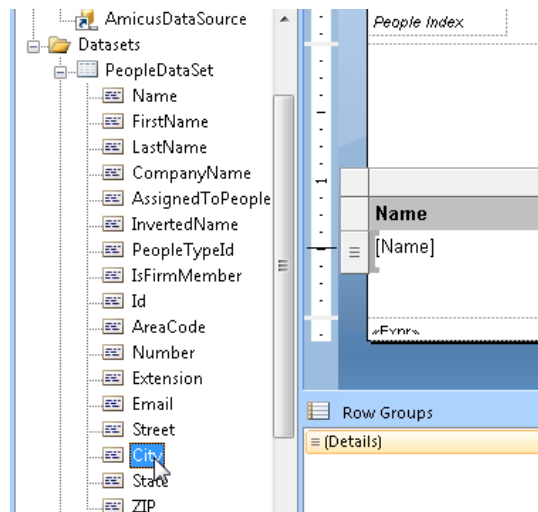 AmicusDataSource
Datasets
PeopleDataSet
Name
FirstName
LastName
CompanyName
AssignedToPeople
InvertedName
PeopleTypeId
IsFirmMember
Id
AreaCode
Number
Extension
Email
Street
City
State
ZIP
People Index
1
Name
[Name]
«Expr»
Row Groups
(Details)